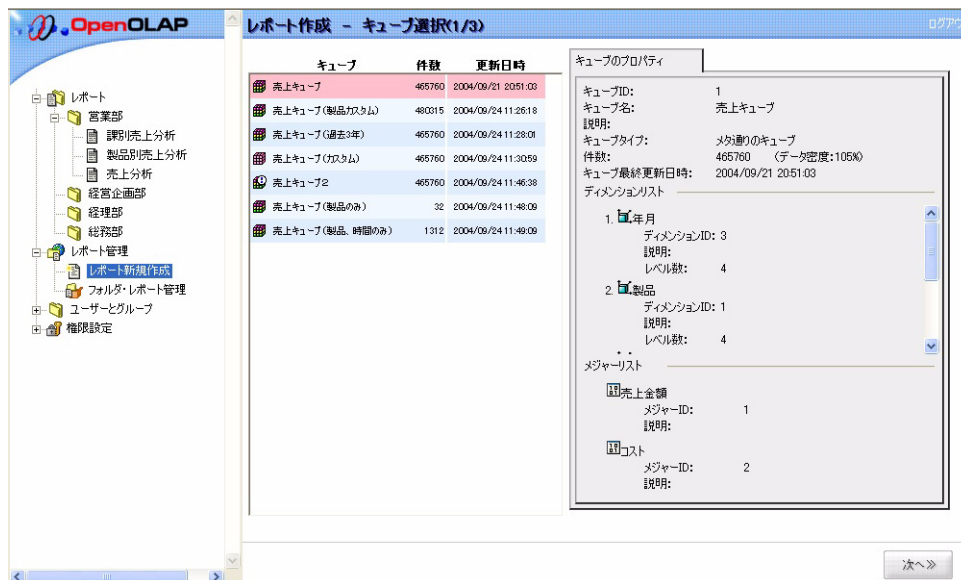 OpenOLAP
レポート作成 － キューブ選択(1/3)
ログアウ
レポート
営業部
課別売上分析
製品別売上分析
売上分析
経営企画部
経理部
総務部
レポート管理
レポート新規作成
フォルダ・レポート管理
ユーザーとグループ
権限設定
キューブ 件数 更新日時
売上キューブ 465760 2004/09/21 20:51:03
売上キューブ(製品カスタム) 480315 2004/09/24 11:26:18
売上キューブ(過去3年) 465760 2004/09/24 11:28:01
売上キューブ(カスタム) 465760 2004/09/24 11:30:59
売上キューブ2 465760 2004/09/24 11:46:38
売上キューブ(製品のみ) 32 2004/09/24 11:48:09
売上キューブ(製品、時間のみ) 1312 2004/09/24 11:49:09
キューブのプロパティ
キューブID: 1
キューブ名: 売上キューブ
説明:
キューブタイプ: メタ通りのキューブ
件数: 465760 (データ密度:105%)
キューブ最終更新日時: 2004/09/21 20:51:03
ディメンションリスト
1. 年月
ディメンションID: 3
説明:
レベル数: 4
2. 製品
ディメンションID: 1
説明:
レベル数: 4
メジャーリスト
売上金額
メジャーID: 1
説明:
コスト
メジャーID: 2
説明:
次へ≫